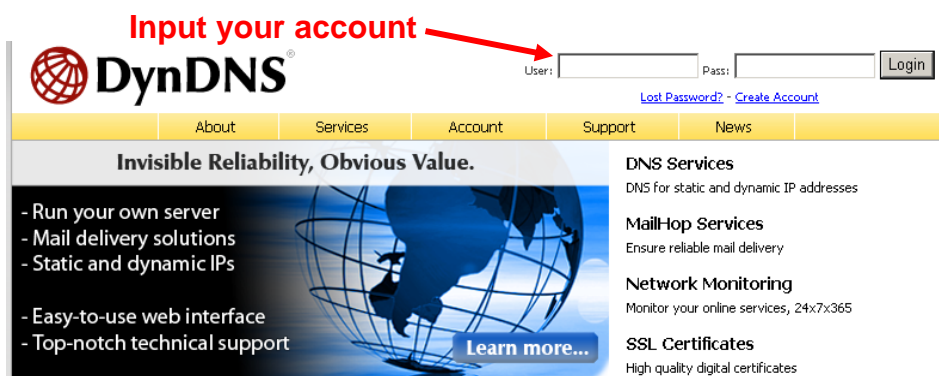 Input your account
DynDNS®
User: Pass: Login
Lost Password? - Create Account
About Services Account Support News
Invisible Reliability, Obvious Value.
- Run your own server
- Mail delivery solutions
- Static and dynamic IPs
- Easy-to-use web interface
- Top-notch technical support
Learn more...
DNS Services
DNS for static and dynamic IP addresses
MailHop Services
Ensure reliable mail delivery
Network Monitoring
Monitor your online services, 24x7x365
SSL Certificates
High quality digital certificates